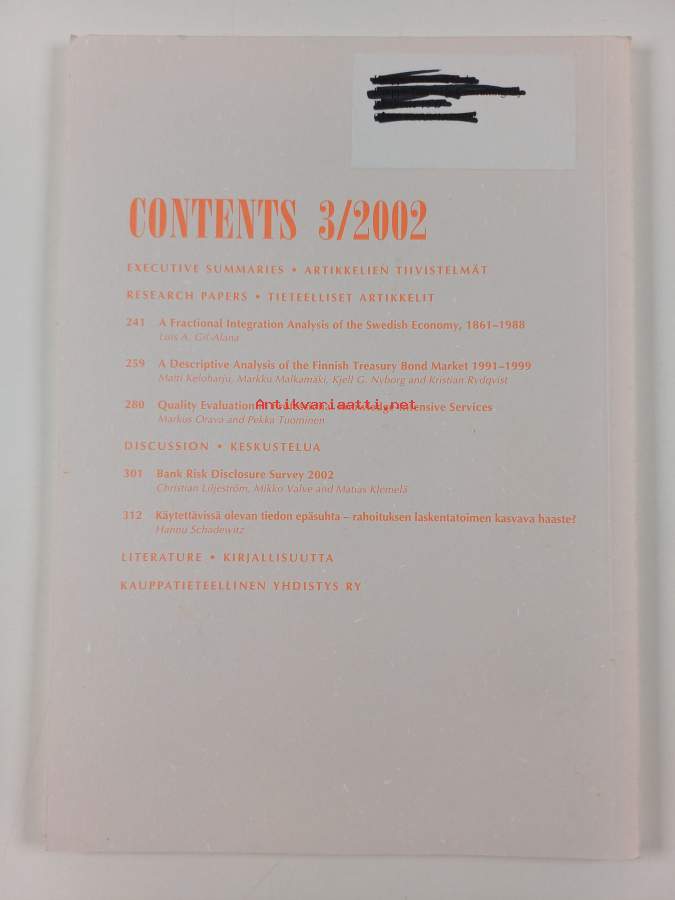 CONTENTS 3/2002
EXECUTIVE SUMMARIES • ARTIKKELIEN TIIVISTELMÄT
RESEARCH PAPERS • TIETEELLISET ARTIKKELIT
241 A Fractional Integration Analysis of the Swedish Economy, 1861–1988
Luis A. Gil-Alana
259 A Descriptive Analysis of the Finnish Treasury Bond Market 1991–1999
Matti Keloharju, Markku Malkamäki, Kjell G. Nyborg and Kristian Rydqvist
Antikvariaatti.net
280 Quality Evaluation Knowledge Intensive Services
Markus Orava and Pekka Tuominen
DISCUSSION • KESKUSTELUA
301 Bank Risk Disclosure Survey 2002
Christian Liljeström, Mikko Valve and Matias Klemelä
312 Käytettävissä olevan tiedon epäsuhta – rahoituksen laskentatoimen kasvava haaste?
Hannu Schadewitz
LITERATURE • KIRJALLISUUTTA
KAUPPATIETEELLINEN YHDISTYS RY